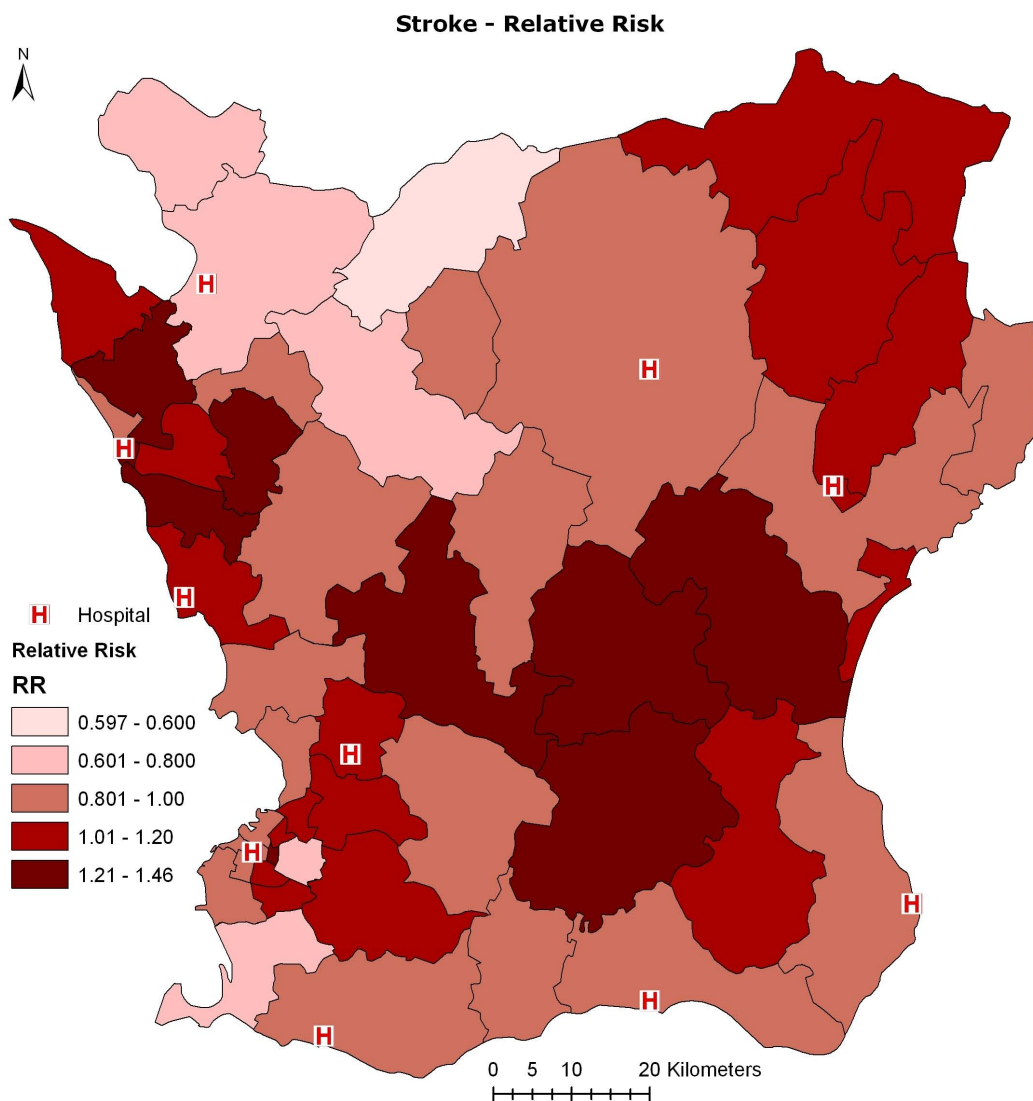 Stroke - Relative Risk
N
H
H
H
H
H
H
H
H
H
H
H Hospital
Relative Risk
RR
0.597 - 0.600
0.601 - 0.800
0.801 - 1.00
1.01 - 1.20
1.21 - 1.46
0 5 10 20 Kilometers